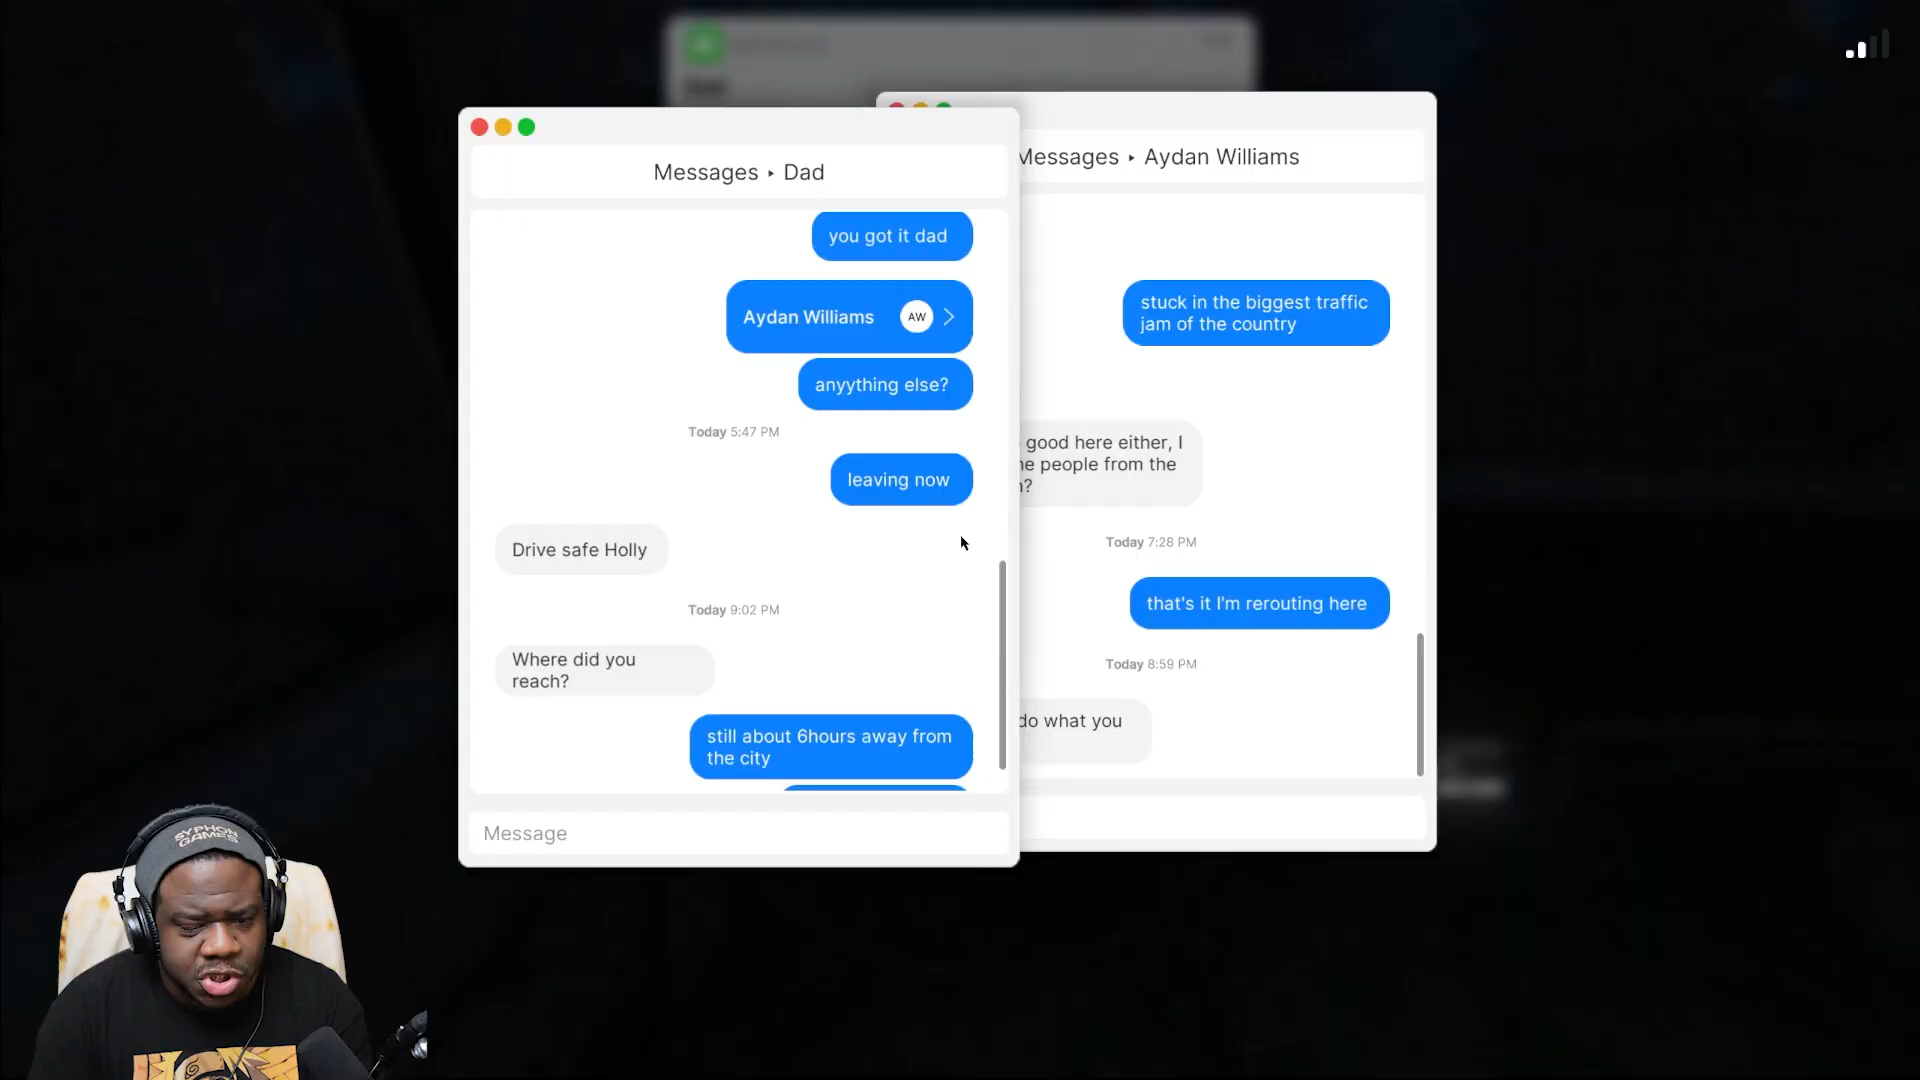 Messages ‣ Dad
you got it dad
Aydan Williams
AW
anyything else?
Today 5:47 PM
leaving now
Drive safe Holly
Today 9:02 PM
Where did you
reach?
still about 6hours away from
the city
Message
Messages ‣ Aydan Williams
stuck in the biggest traffic
jam of the country
good here either, I
people from the
Today 7:28 PM
that's it I'm rerouting here
Today 8:59 PM
do what you
SYPHON
GAMES